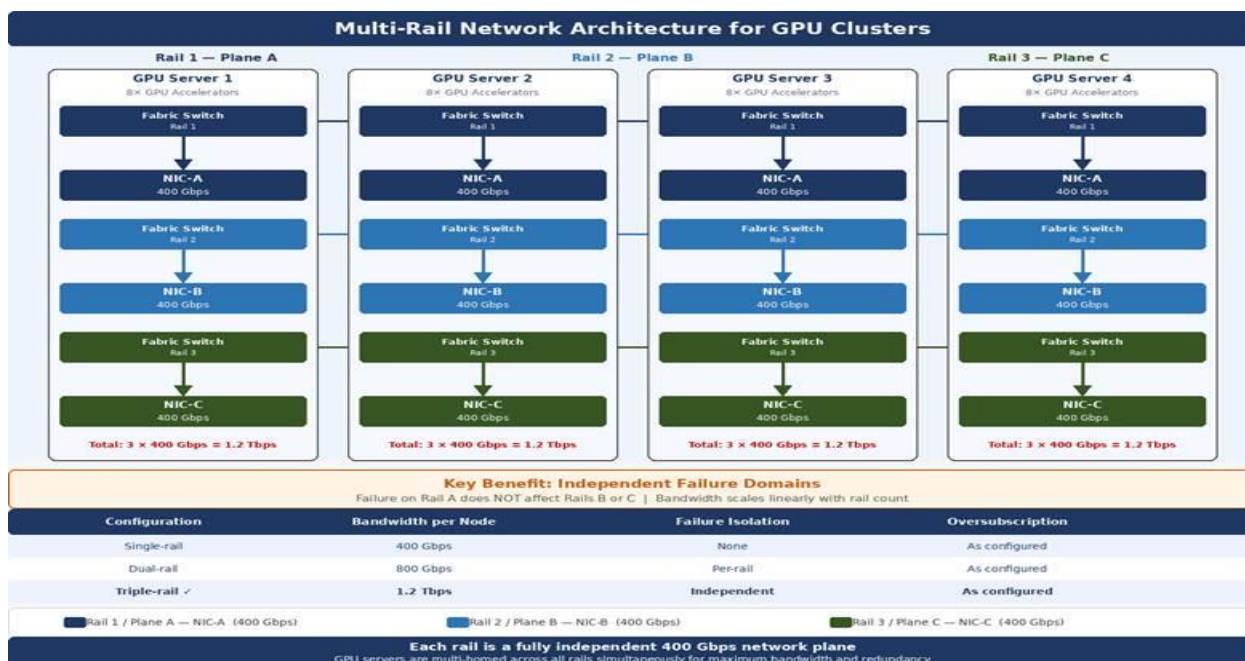 Multi-Rail Network Architecture for GPU Clusters
Rail 1 — Plane A Rail 2 — Plane B Rail 3 — Plane C
GPU Server 1 GPU Server 2 GPU Server 3 GPU Server 4
8× GPU Accelerators 8× GPU Accelerators 8× GPU Accelerators 8× GPU Accelerators
Fabric Switch Fabric Switch Fabric Switch Fabric Switch
Rail 1 Rail 1 Rail 1 Rail 1
NIC-A NIC-A NIC-A NIC-A
400 Gbps 400 Gbps 400 Gbps 400 Gbps
Fabric Switch Fabric Switch Fabric Switch Fabric Switch
Rail 2 Rail 2 Rail 2 Rail 2
NIC-B NIC-B NIC-B NIC-B
400 Gbps 400 Gbps 400 Gbps 400 Gbps
Fabric Switch Fabric Switch Fabric Switch Fabric Switch
Rail 3 Rail 3 Rail 3 Rail 3
NIC-C NIC-C NIC-C NIC-C
400 Gbps 400 Gbps 400 Gbps 400 Gbps
Total: 3 × 400 Gbps = 1.2 Tbps Total: 3 × 400 Gbps = 1.2 Tbps Total: 3 × 400 Gbps = 1.2 Tbps Total: 3 × 400 Gbps = 1.2 Tbps
Key Benefit: Independent Failure Domains
Failure on Rail A does NOT affect Rails B or C | Bandwidth scales linearly with rail count
Configuration Bandwidth per Node Failure Isolation Oversubscription
Single-rail 400 Gbps None As configured
Dual-rail 800 Gbps Per-rail As configured
Triple-rail ✓ 1.2 Tbps Independent As configured
Rail 1 / Plane A — NIC-A (400 Gbps) Rail 2 / Plane B — NIC-B (400 Gbps) Rail 3 / Plane C — NIC-C (400 Gbps)
Each rail is a fully independent 400 Gbps network plane
GPU servers are multi-homed across all rails simultaneously for maximum bandwidth and redundancy